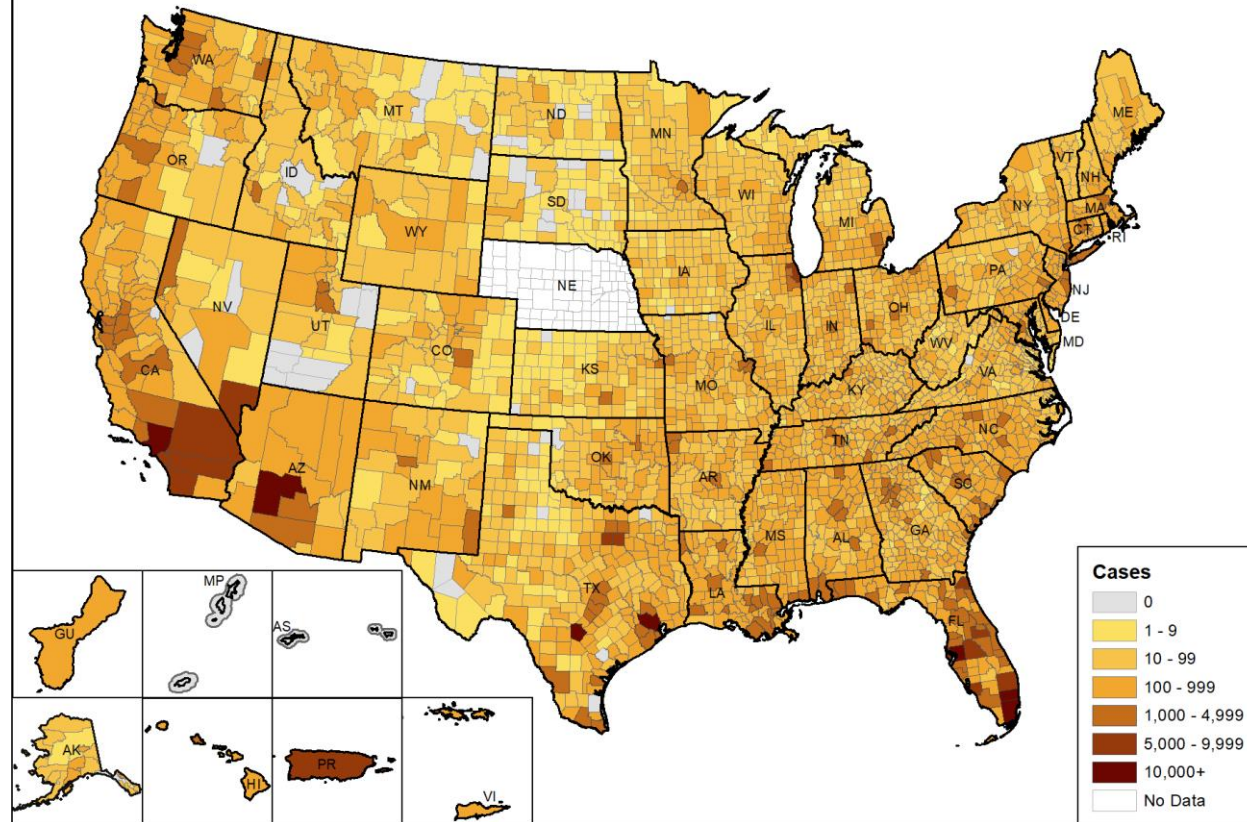 WA
MT
ND
MN
ME
OR
ID
SD
WI
MI
VT
NH
NY
MA
CT
RI
WY
NE
IA
PA
NJ
NV
UT
CO
IL
IN
OH
DE
MD
WV
VA
CA
KS
MO
KY
AZ
NM
OK
AR
TN
NC
SC
MS
AL
GA
TX
LA
FL
GU
MP
AS
AK
HI
PR
VI
Cases
0
1 - 9
10 - 99
100 - 999
1,000 - 4,999
5,000 - 9,999
10,000+
No Data